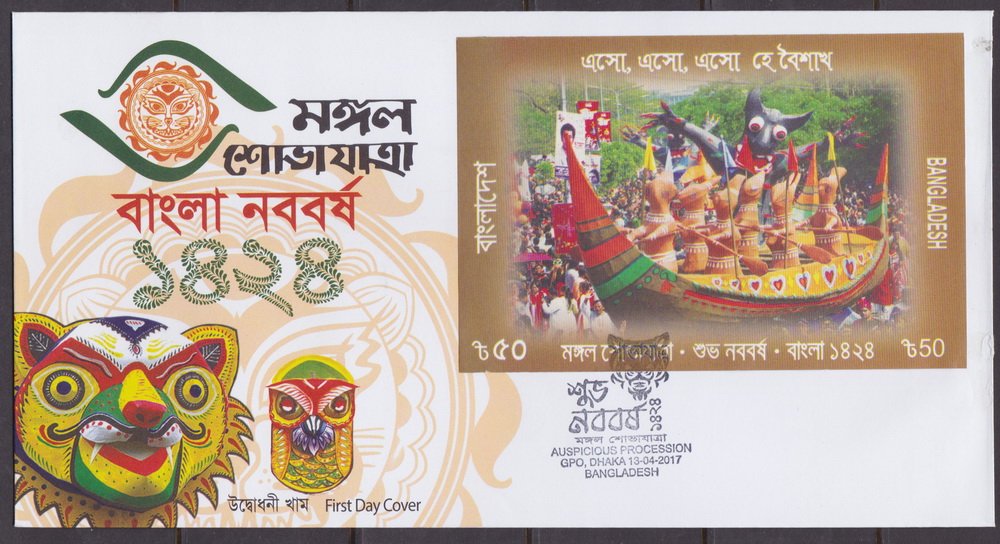 মঙ্গল
শোভাযাত্রা
বাংলা নববর্ষ
১৪২৪
উদ্বোধনী খাম First Day Cover
এসো, এসো, এসো হে বৈশাখ
বাংলাদেশ
BANGLADESH
৳ ৫০
মঙ্গল শোভাযাত্রা · শুভ নববর্ষ · বাংলা ১৪২৪
৳50
শুভ
নববর্ষ ১৪২৪
মঙ্গল শোভাযাত্রা
AUSPICIOUS PROCESSION
GPO, DHAKA 13-04-2017
BANGLADESH